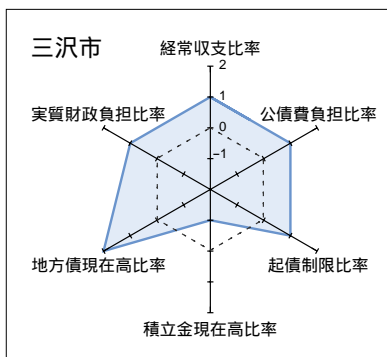 三沢市
経常収支比率
2
実質財政負担比率
1
公債費負担比率
0
−1
地方債現在高比率
起債制限比率
積立金現在高比率